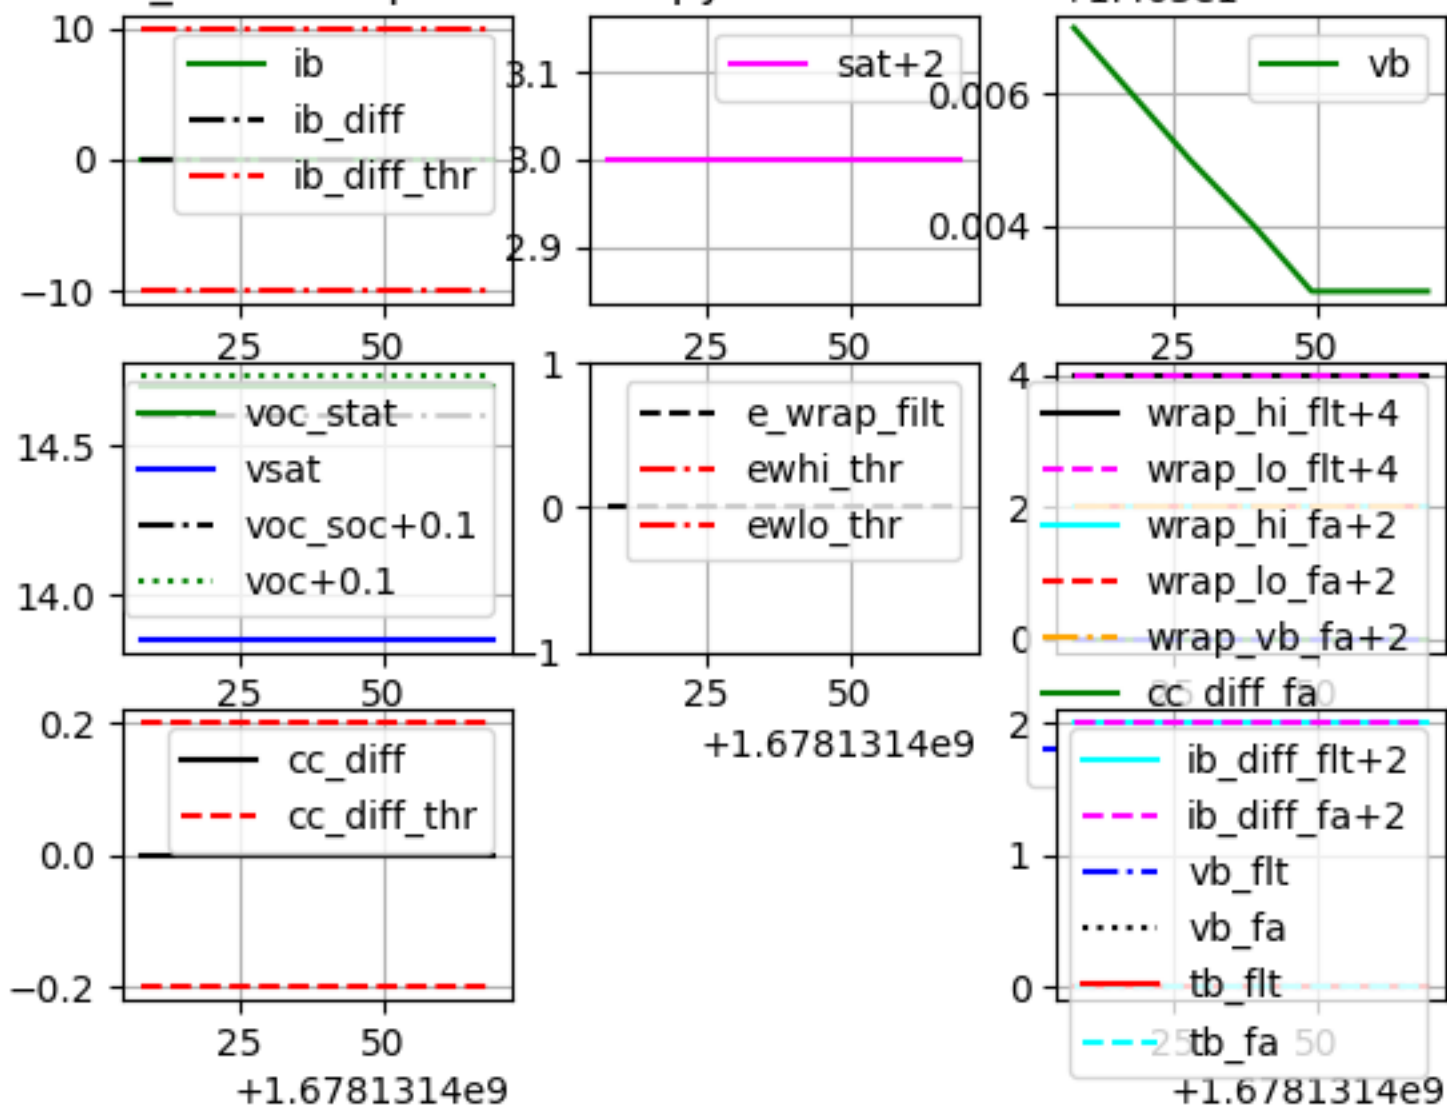 10
0
−10
ib
ib_diff
ib_diff_thr
25 50
3.1
3.0
2.9
sat+2
25 50
0.006
0.004
vb
25 50
14.5
14.0
voc_stat
vsat
voc_soc+0.1
voc+0.1
25 50
1
0
−1
e_wrap_filt
ewhi_thr
ewlo_thr
25 50
+1.6781314e9
4
2
0
wrap_hi_flt+4
wrap_lo_flt+4
wrap_hi_fa+2
wrap_lo_fa+2
wrap_vb_fa+2
cc_diff_fa
25 50
0.2
0.0
−0.2
cc_diff
cc_diff_thr
25 50
+1.6781314e9
2
1
0
ib_diff_flt+2
ib_diff_fa+2
vb_flt
vb_fa
tb_flt
tb_fa
25 50
+1.6781314e9